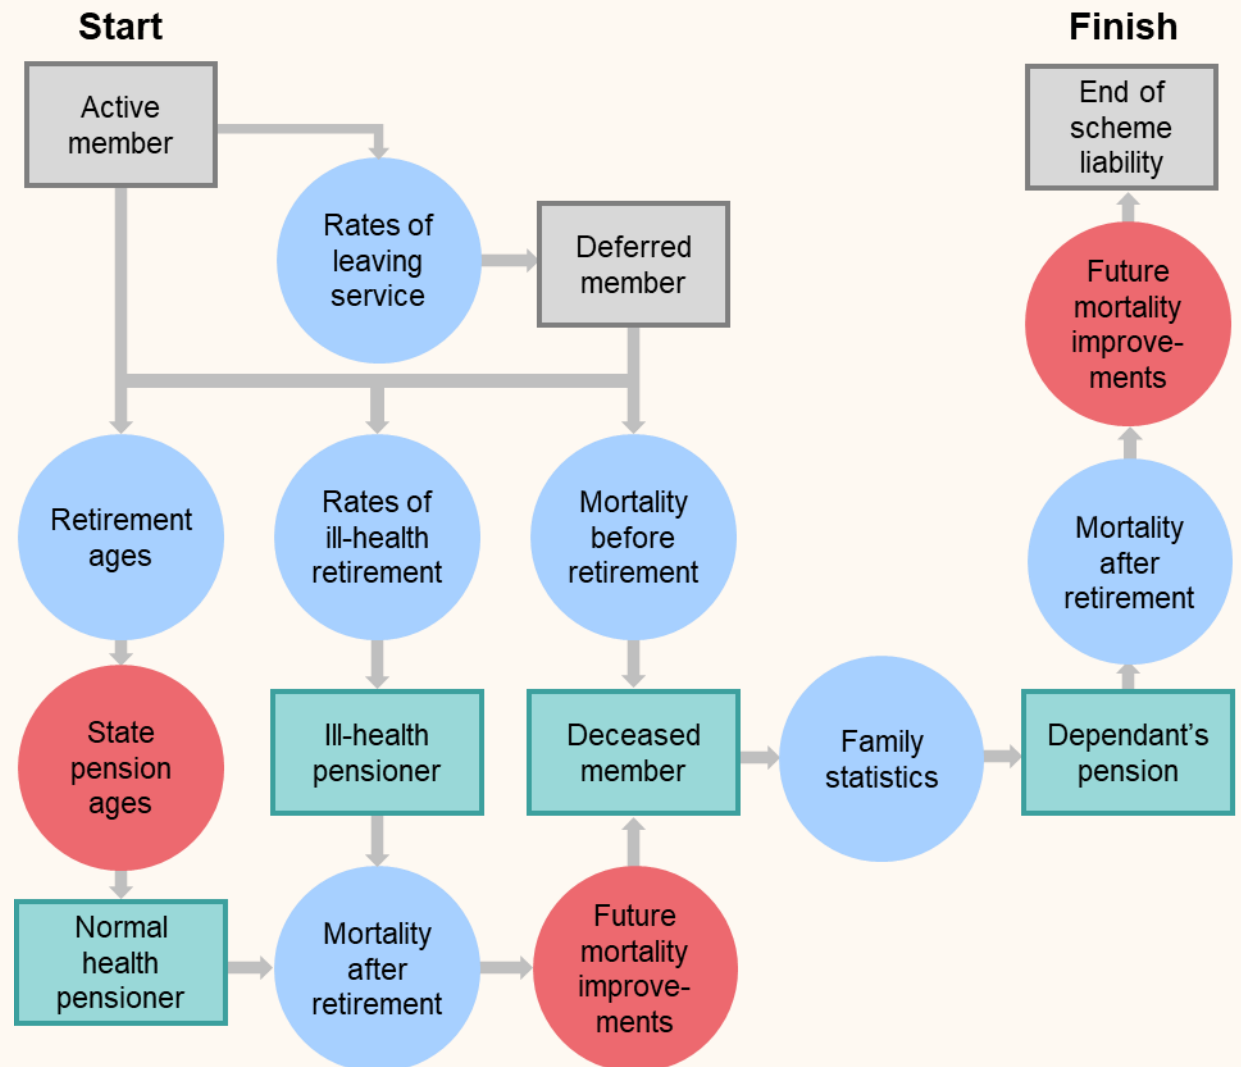 Start
Finish
Active
member
End of
scheme
liability
Rates of
leaving
service
Deferred
member
Future
mortality
improve-
ments
Retirement
ages
Rates of
ill-health
retirement
Mortality
before
retirement
Mortality
after
retirement
State
pension
ages
Ill-health
pensioner
Deceased
member
Family
statistics
Dependant’s
pension
Normal
health
pensioner
Mortality
after
retirement
Future
mortality
improve-
ments